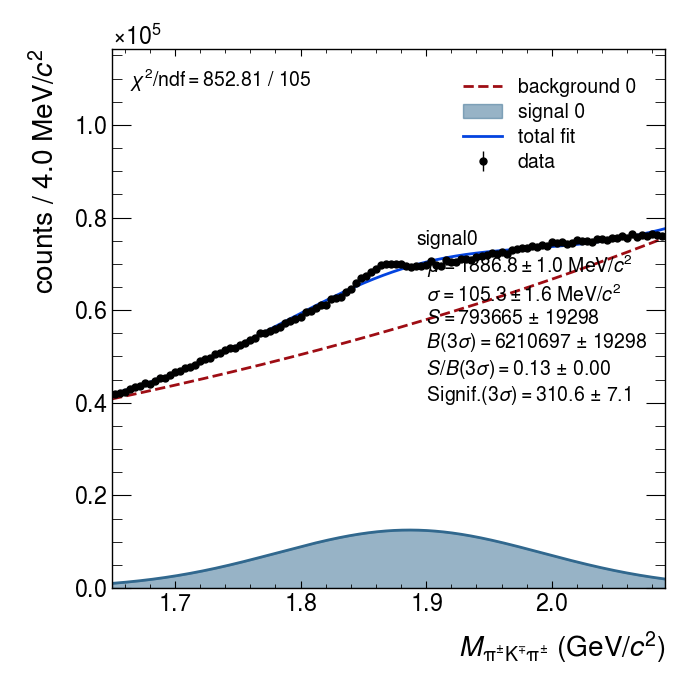 ×10⁵
χ²/ndf = 852.81 / 105
background 0
signal 0
total fit
data
counts / 4.0 MeV/c²
1.0
0.8
0.6
0.4
0.2
0.0
signal0
μ = 1886.8 ± 1.0 MeV/c²
σ = 105.3 ± 1.6 MeV/c²
S = 793665 ± 19298
B(3σ) = 6210697 ± 19298
S/B(3σ) = 0.13 ± 0.00
Signif.(3σ) = 310.6 ± 7.1
1.7 1.8 1.9 2.0
M_π±K∓π± (GeV/c²)